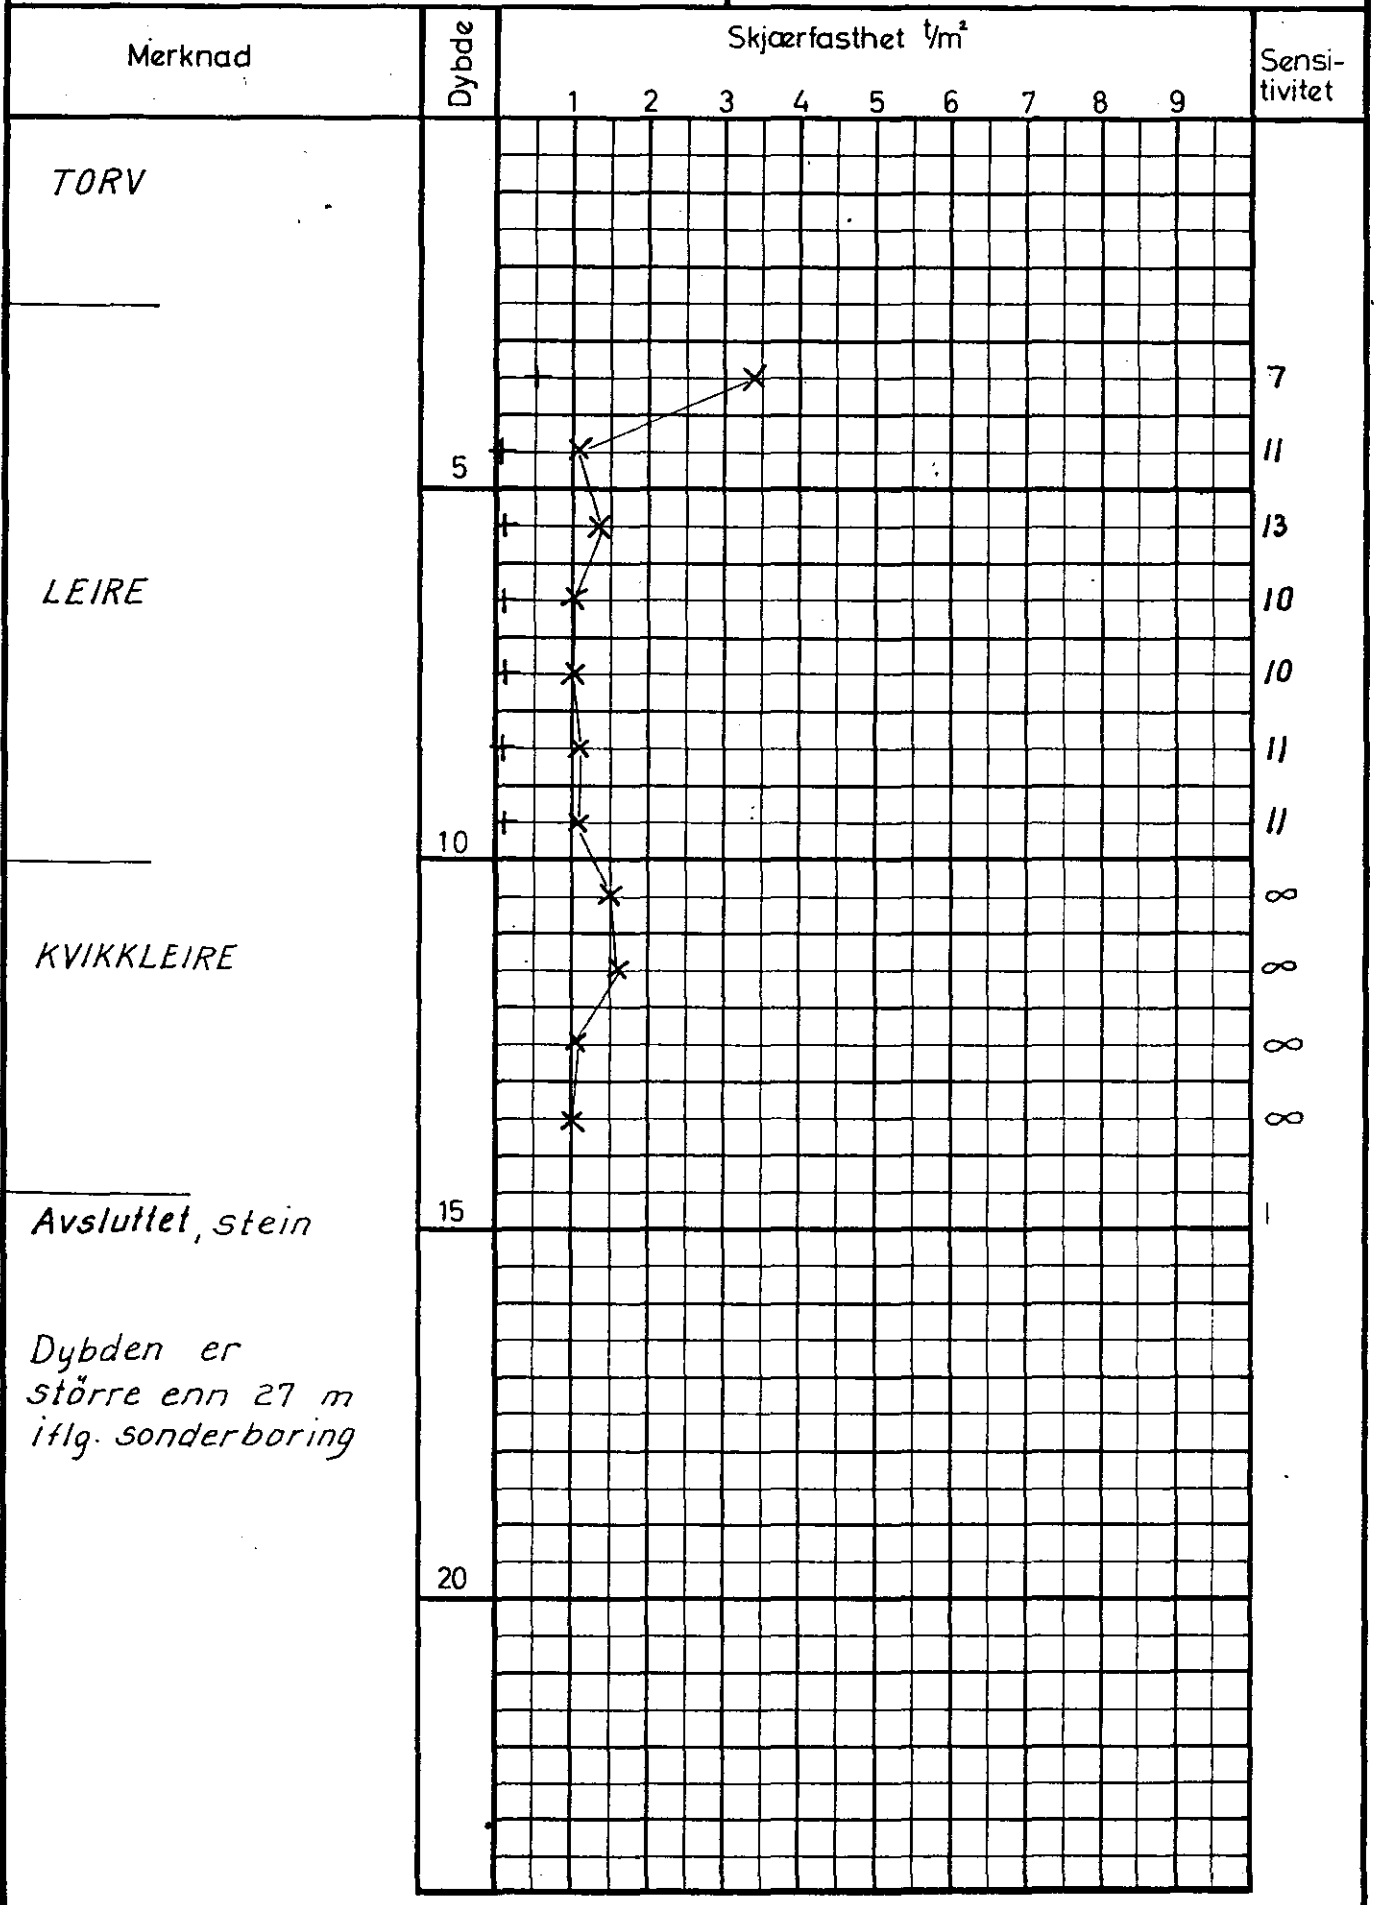 Merknad
Dybde
Skjærfasthet t/m²
Sensi-
tivitet
1 2 3 4 5 6 7 8 9
TORV
7
11
5
13
LEIRE
10
10
11
11
10
∞
KVIKKLEIRE
∞
∞
∞
15
Avsluttet, stein
Dybden er
större enn 27 m
iflg. sonderboring
20